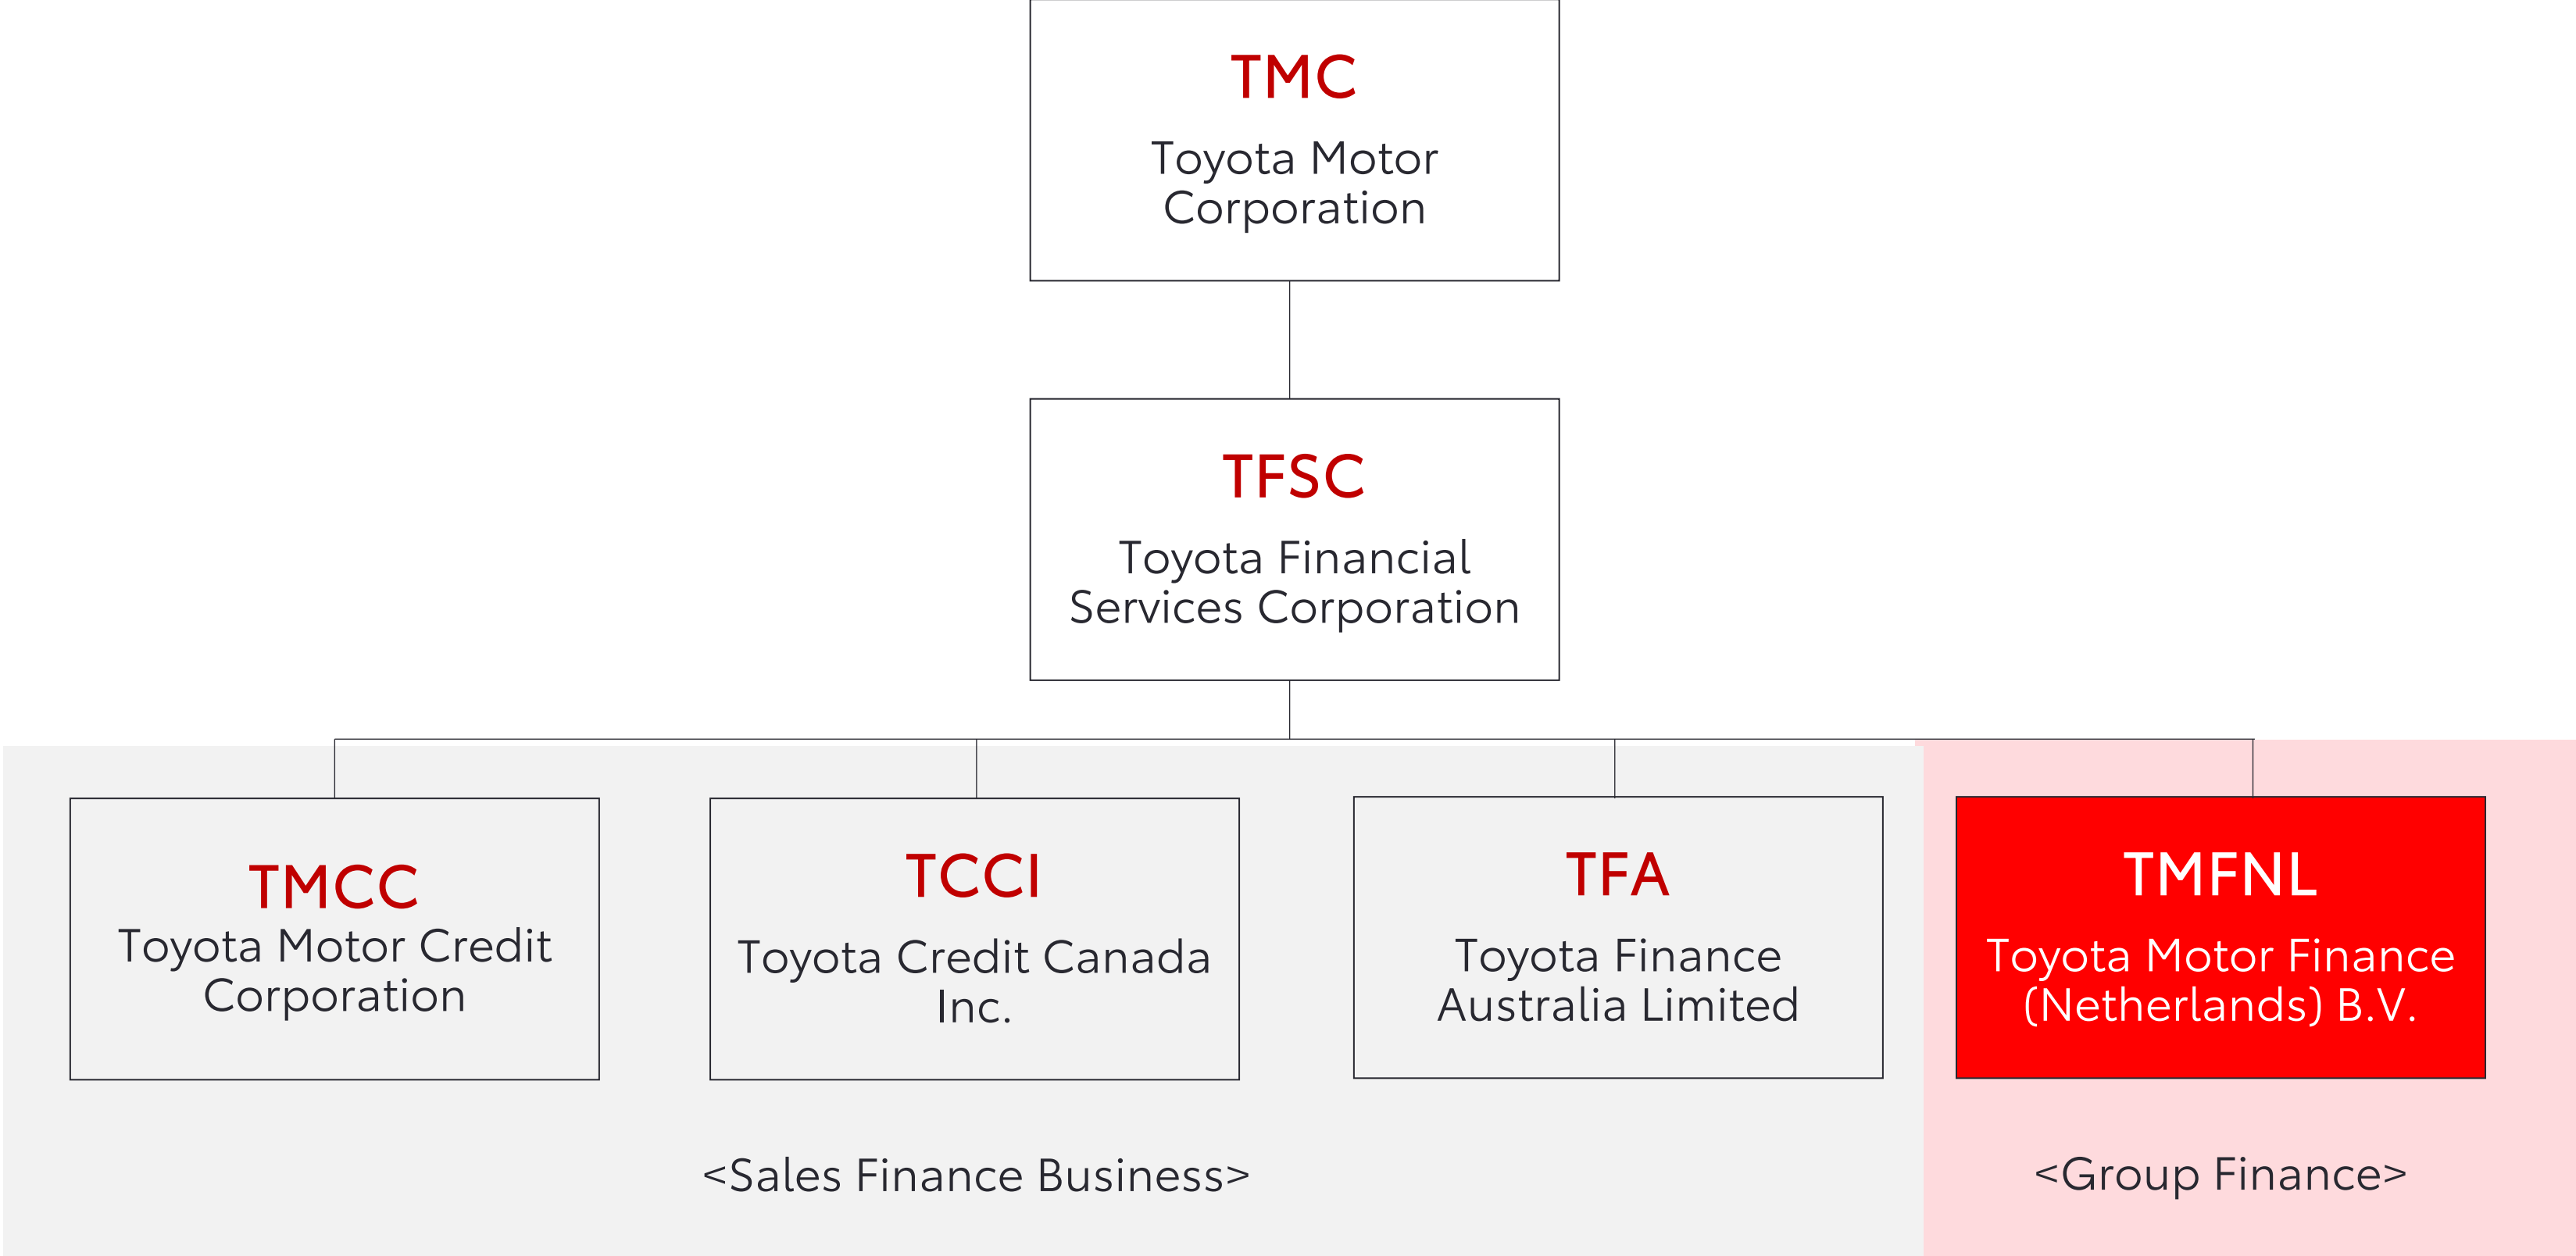 TMC
Toyota Motor
Corporation
TFSC
Toyota Financial
Services Corporation
TMCC
Toyota Motor Credit
Corporation
TCCI
Toyota Credit Canada
Inc.
TFA
Toyota Finance
Australia Limited
TMFNL
Toyota Motor Finance
(Netherlands) B.V.
<Sales Finance Business>
<Group Finance>